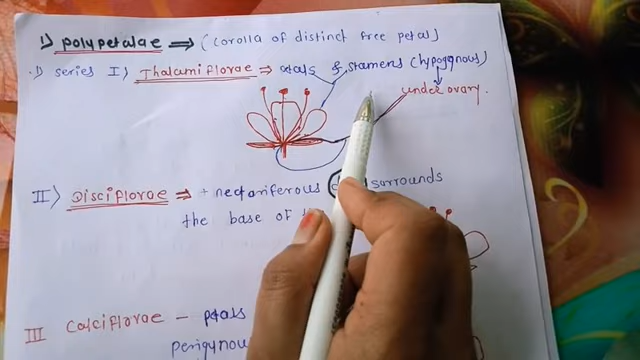 1) Polypetalae ⇒ (corolla of distinct free petal)
1) series I) Thalamiflorae ⇒ petals & stamens (hypogynous)
under ovary.
II) Disciflorae ⇒ + nectariferous surrounds
the base of
III Calciflorae - petals
perigynous